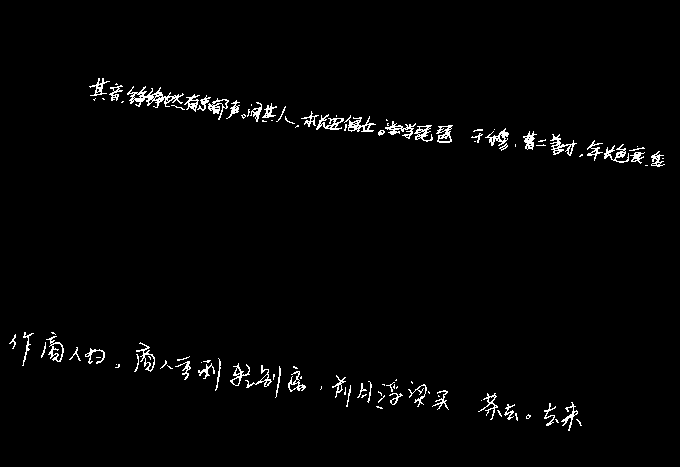 其音,铮铮然有京都声。问其人,本长安倡女。尝学琵琶 于穆、曹二善才,年长色衰,委
作商人妇。商人重利轻别离,前月浮梁买 茶去。去来